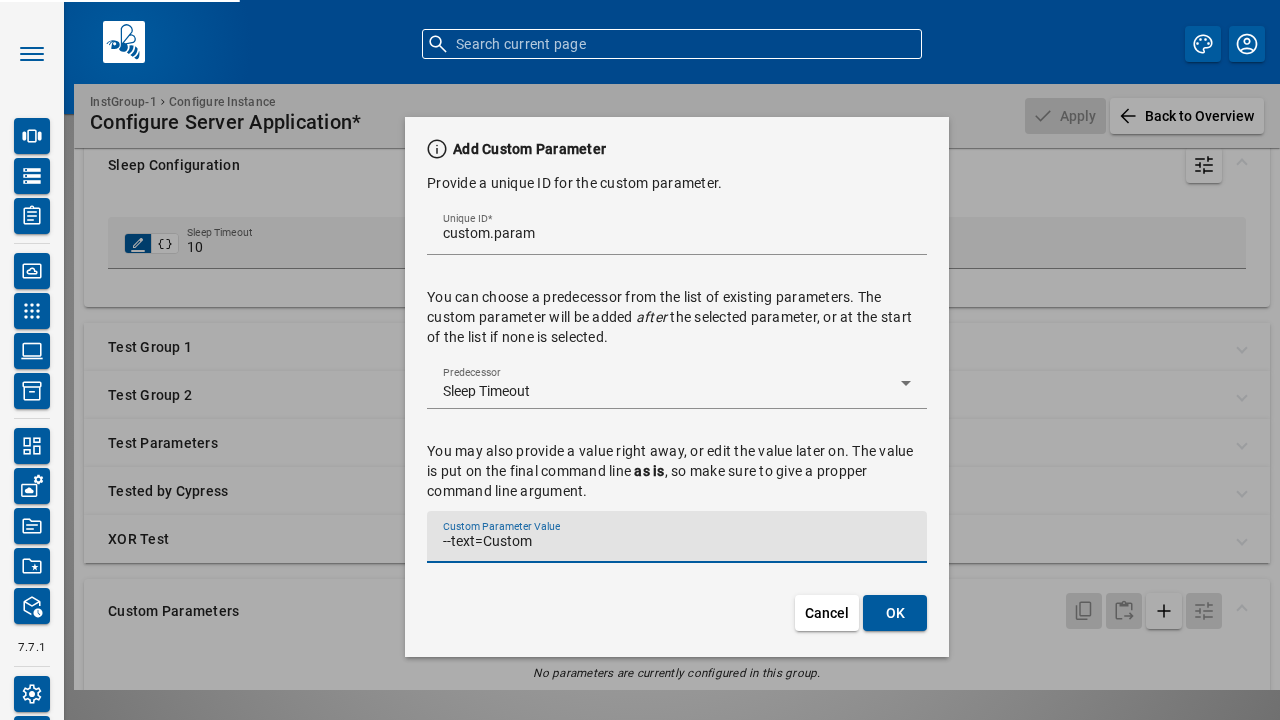 Search current page
InstGroup-1 › Configure Instance
Configure Server Application*
Apply
Back to Overview
Sleep Configuration
{}
Sleep Timeout
10
Test Group 1
Test Group 2
Test Parameters
Tested by Cypress
XOR Test
Custom Parameters
No parameters are currently configured in this group.
7.7.1
Add Custom Parameter
Provide a unique ID for the custom parameter.
Unique ID*
custom.param
You can choose a predecessor from the list of existing parameters. The
custom parameter will be added after the selected parameter, or at the start
of the list if none is selected.
Predecessor
Sleep Timeout
You may also provide a value right away, or edit the value later on. The value
is put on the final command line as is, so make sure to give a propper
command line argument.
Custom Parameter Value
--text=Custom
Cancel
OK